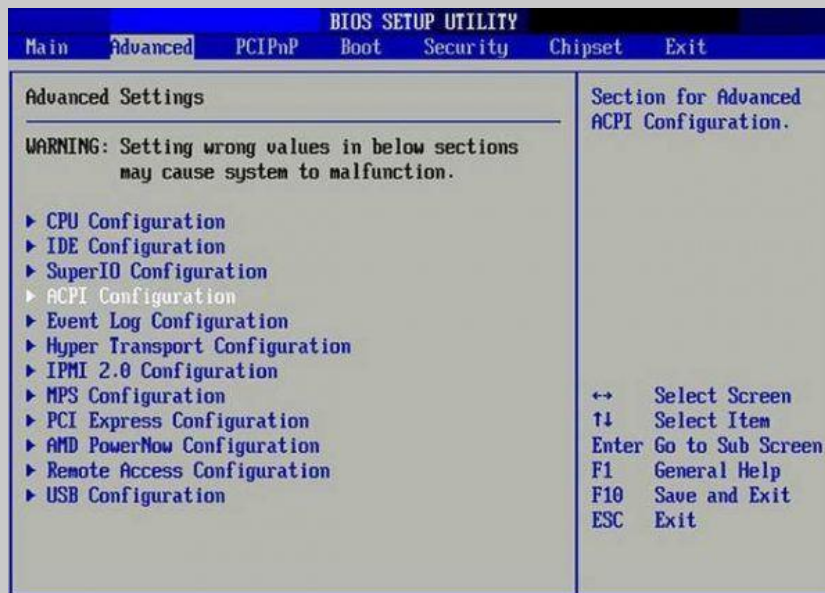 BIOS SETUP UTILITY
Main Advanced PCIPnP Boot Security Chipset Exit
Advanced Settings
WARNING: Setting wrong values in below sections
may cause system to malfunction.
▶ CPU Configuration
▶ IDE Configuration
▶ SuperIO Configuration
▶ ACPI Configuration
▶ Event Log Configuration
▶ Hyper Transport Configuration
▶ IPMI 2.0 Configuration
▶ MPS Configuration
▶ PCI Express Configuration
▶ AMD PowerNow Configuration
▶ Remote Access Configuration
▶ USB Configuration
Section for Advanced
ACPI Configuration.
↔ Select Screen
↑↓ Select Item
Enter Go to Sub Screen
F1 General Help
F10 Save and Exit
ESC Exit